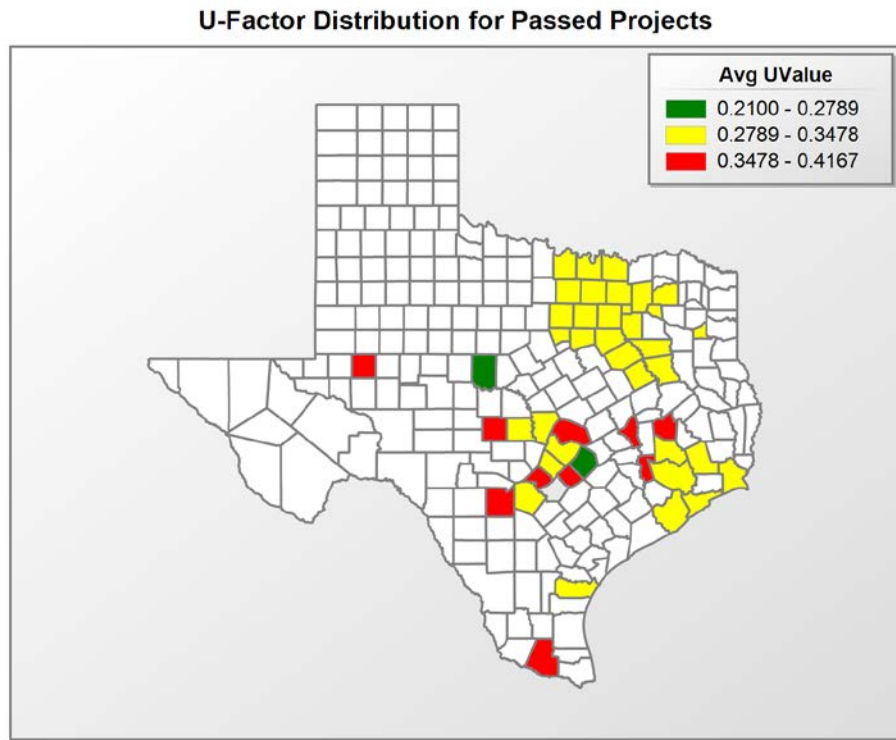 U-Factor Distribution for Passed Projects
Avg UValue
0.2100 - 0.2789
0.2789 - 0.3478
0.3478 - 0.4167